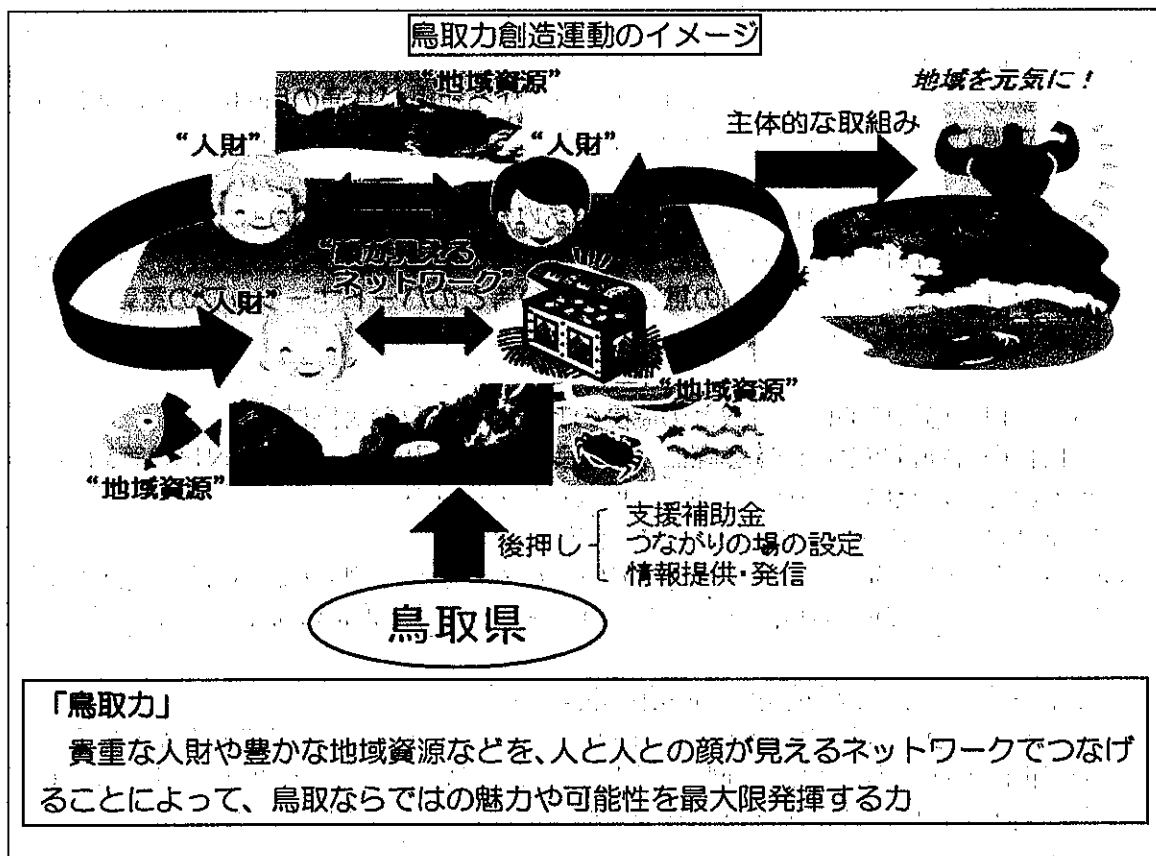 鳥取力創造運動のイメージ
“地域資源”
地域を元気に!
“人財”
“人財”
主体的な取組み
“顔が見える
ネットワーク”
“人財”
“地域資源”
“地域資源”
後押し
支援補助金
つながりの場の設定
情報提供・発信
鳥取県
「鳥取力」
貴重な人財や豊かな地域資源などを、人と人との顔が見えるネットワークでつなげ
ることによって、鳥取ならではの魅力や可能性を最大限発揮する力